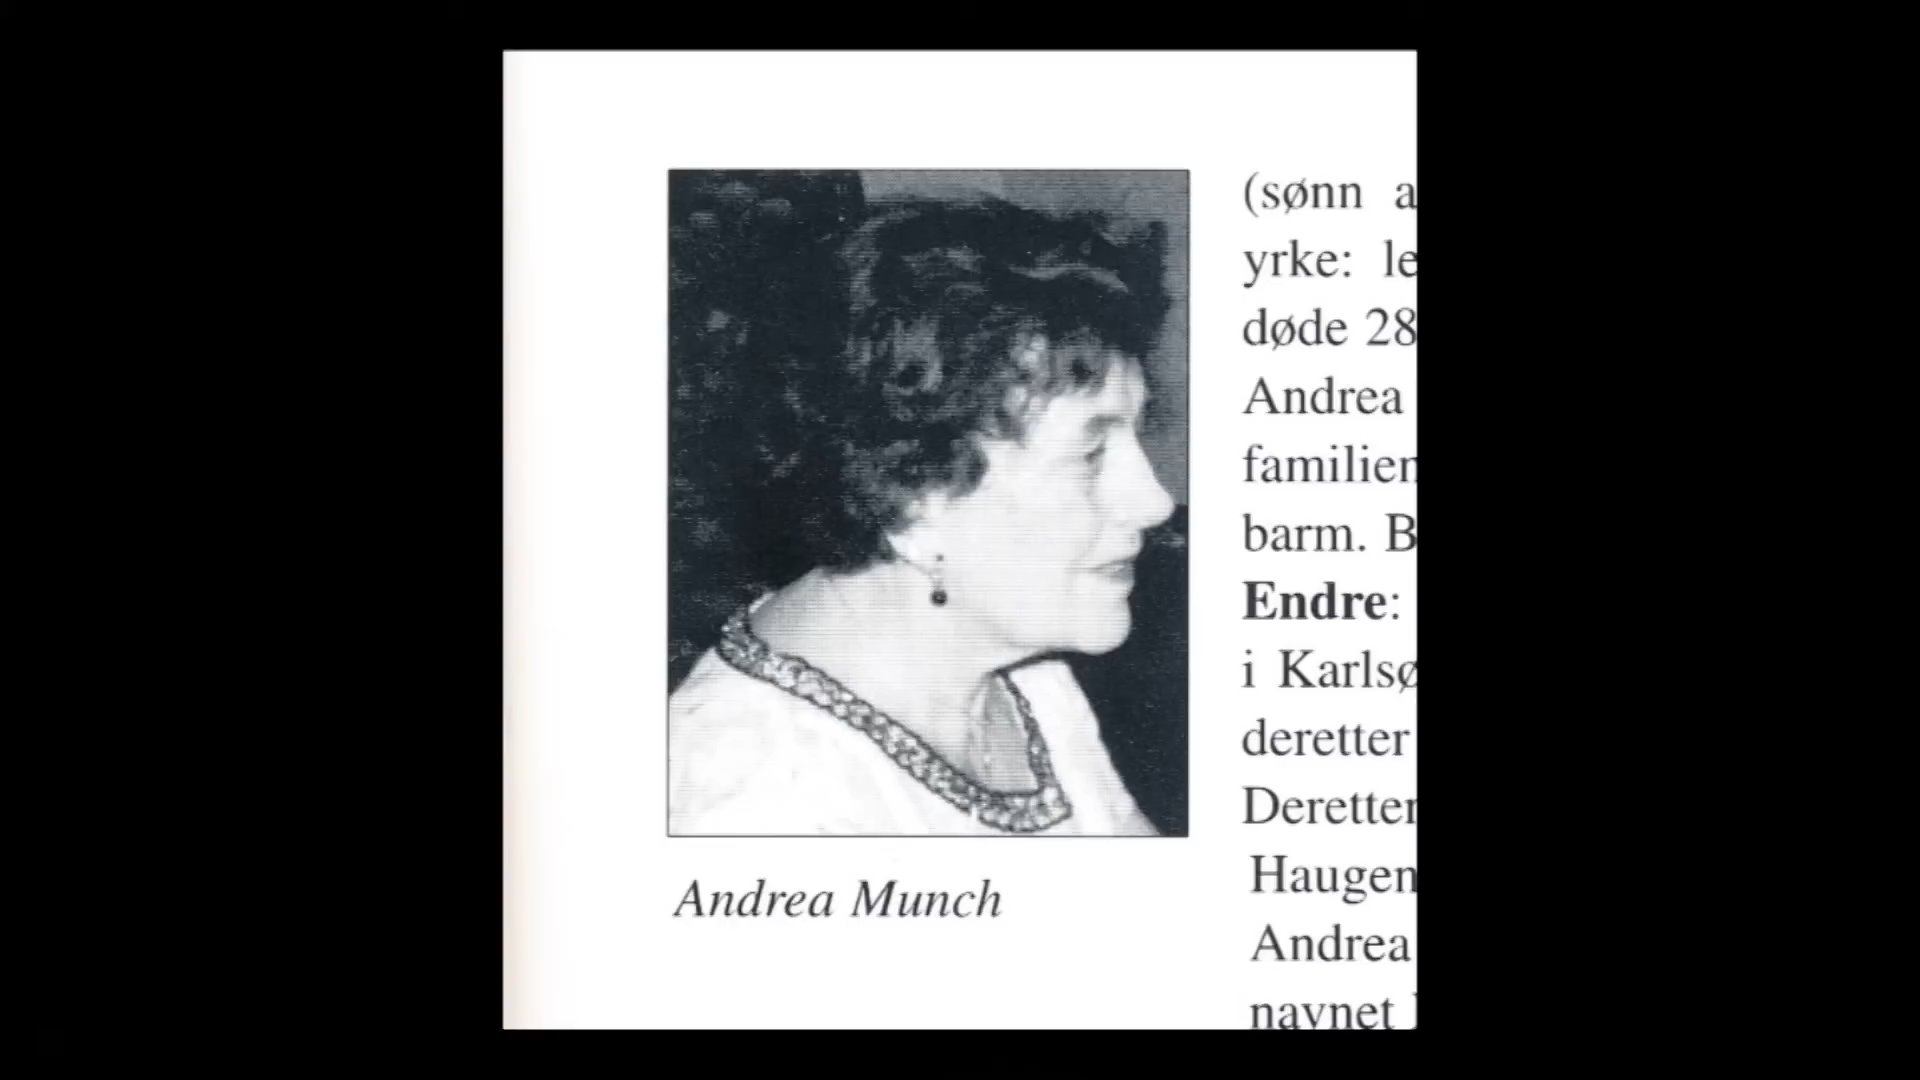 Andrea Munch
(sønn a
yrke: le
døde 28
Andrea
familien
barm. B
Endre:
i Karlsø
deretter
Deretter
Haugen
Andrea
navnet